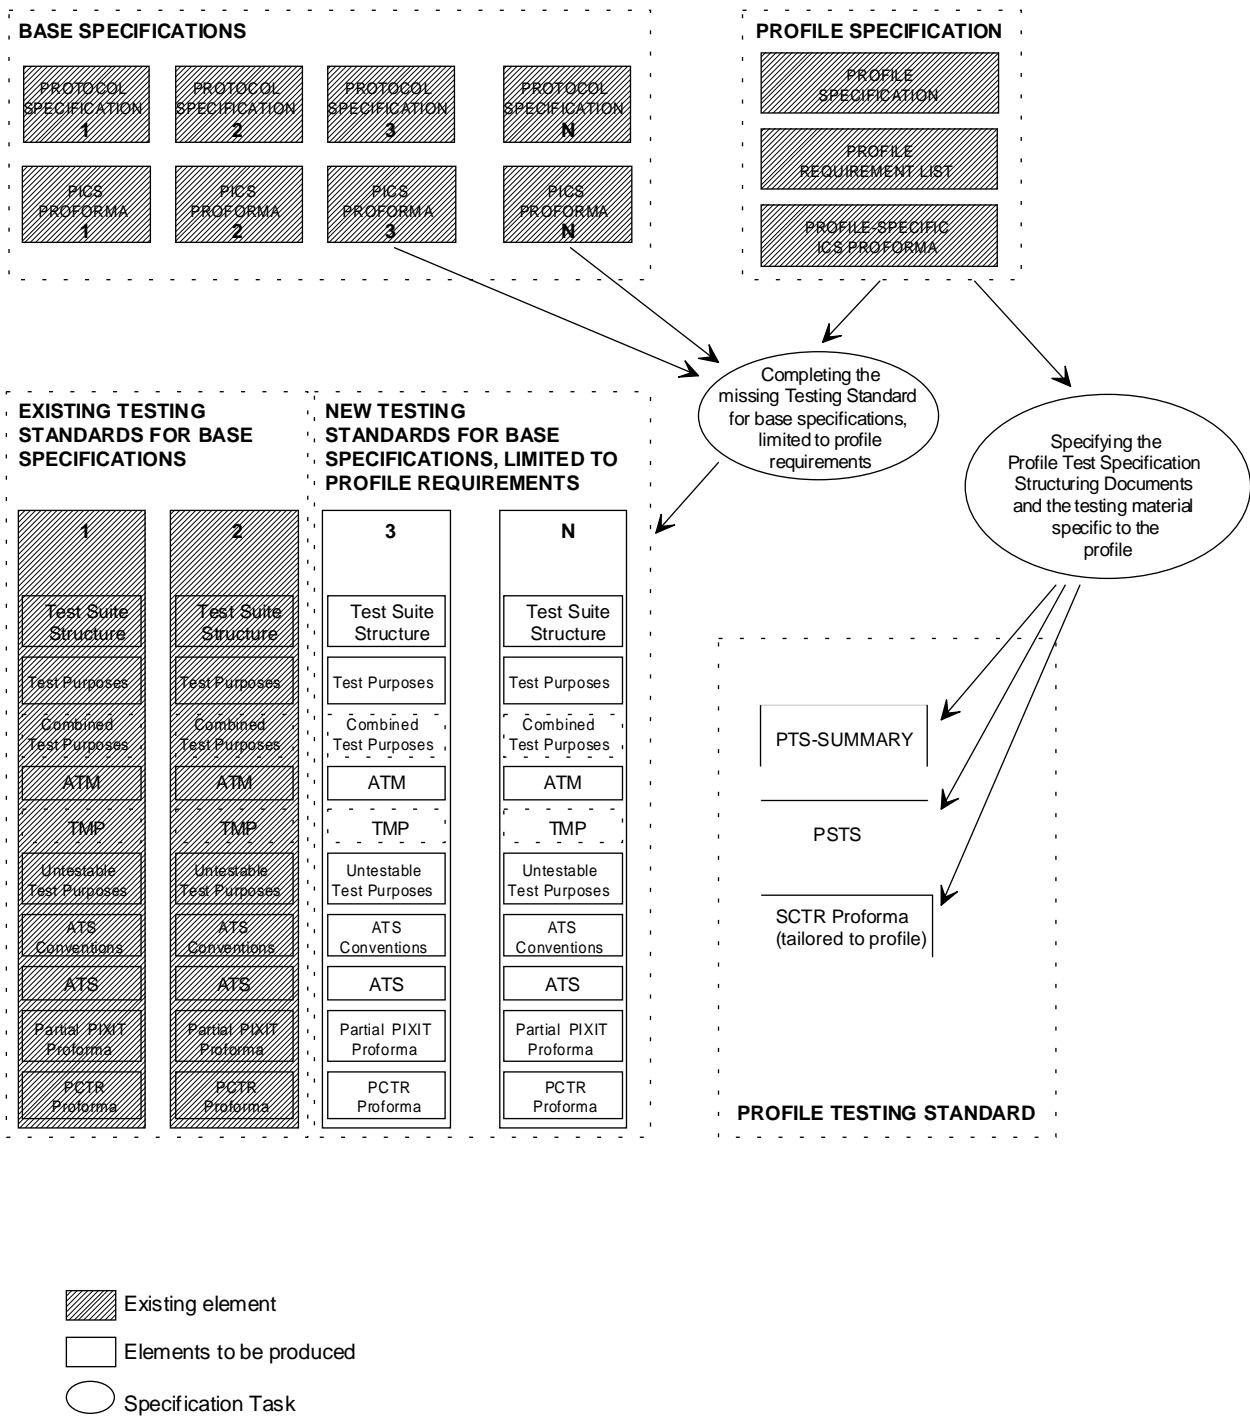 BASE SPECIFICATIONS
PROTOCOL
SPECIFICATION
1
PROTOCOL
SPECIFICATION
2
PROTOCOL
SPECIFICATION
3
PROTOCOL
SPECIFICATION
N
PICS
PROFORMA
1
PICS
PROFORMA
2
PICS
PROFORMA
3
PICS
PROFORMA
N
PROFILE SPECIFICATION
PROFILE
SPECIFICATION
PROFILE
REQUIREMENT LIST
PROFILE-SPECIFIC
ICS PROFORMA
Completing the
missing Testing Standard
for base specifications,
limited to profile
requirements
Specifying the
Profile Test Specification
Structuring Documents
and the testing material
specific to the
profile
EXISTING TESTING
STANDARDS FOR BASE
SPECIFICATIONS
1
Test Suite
Structure
Test Purposes
Combined
Test Purposes
ATM
TMP
Untestable
Test Purposes
ATS
Conventions
ATS
Partial PIXIT
Proforma
PCTR
Proforma
2
Test Suite
Structure
Test Purposes
Combined
Test Purposes
ATM
TMP
Untestable
Test Purposes
ATS
Conventions
ATS
Partial PIXIT
Proforma
PCTR
Proforma
NEW TESTING
STANDARDS FOR BASE
SPECIFICATIONS, LIMITED TO
PROFILE REQUIREMENTS
3
Test Suite
Structure
Test Purposes
Combined
Test Purposes
ATM
TMP
Untestable
Test Purposes
ATS
Conventions
ATS
Partial PIXIT
Proforma
PCTR
Proforma
N
Test Suite
Structure
Test Purposes
Combined
Test Purposes
ATM
TMP
Untestable
Test Purposes
ATS
Conventions
ATS
Partial PIXIT
Proforma
PCTR
Proforma
PTS-SUMMARY
PSTS
SCTR Proforma
(tailored to profile)
PROFILE TESTING STANDARD
Existing element
Elements to be produced
Specification Task